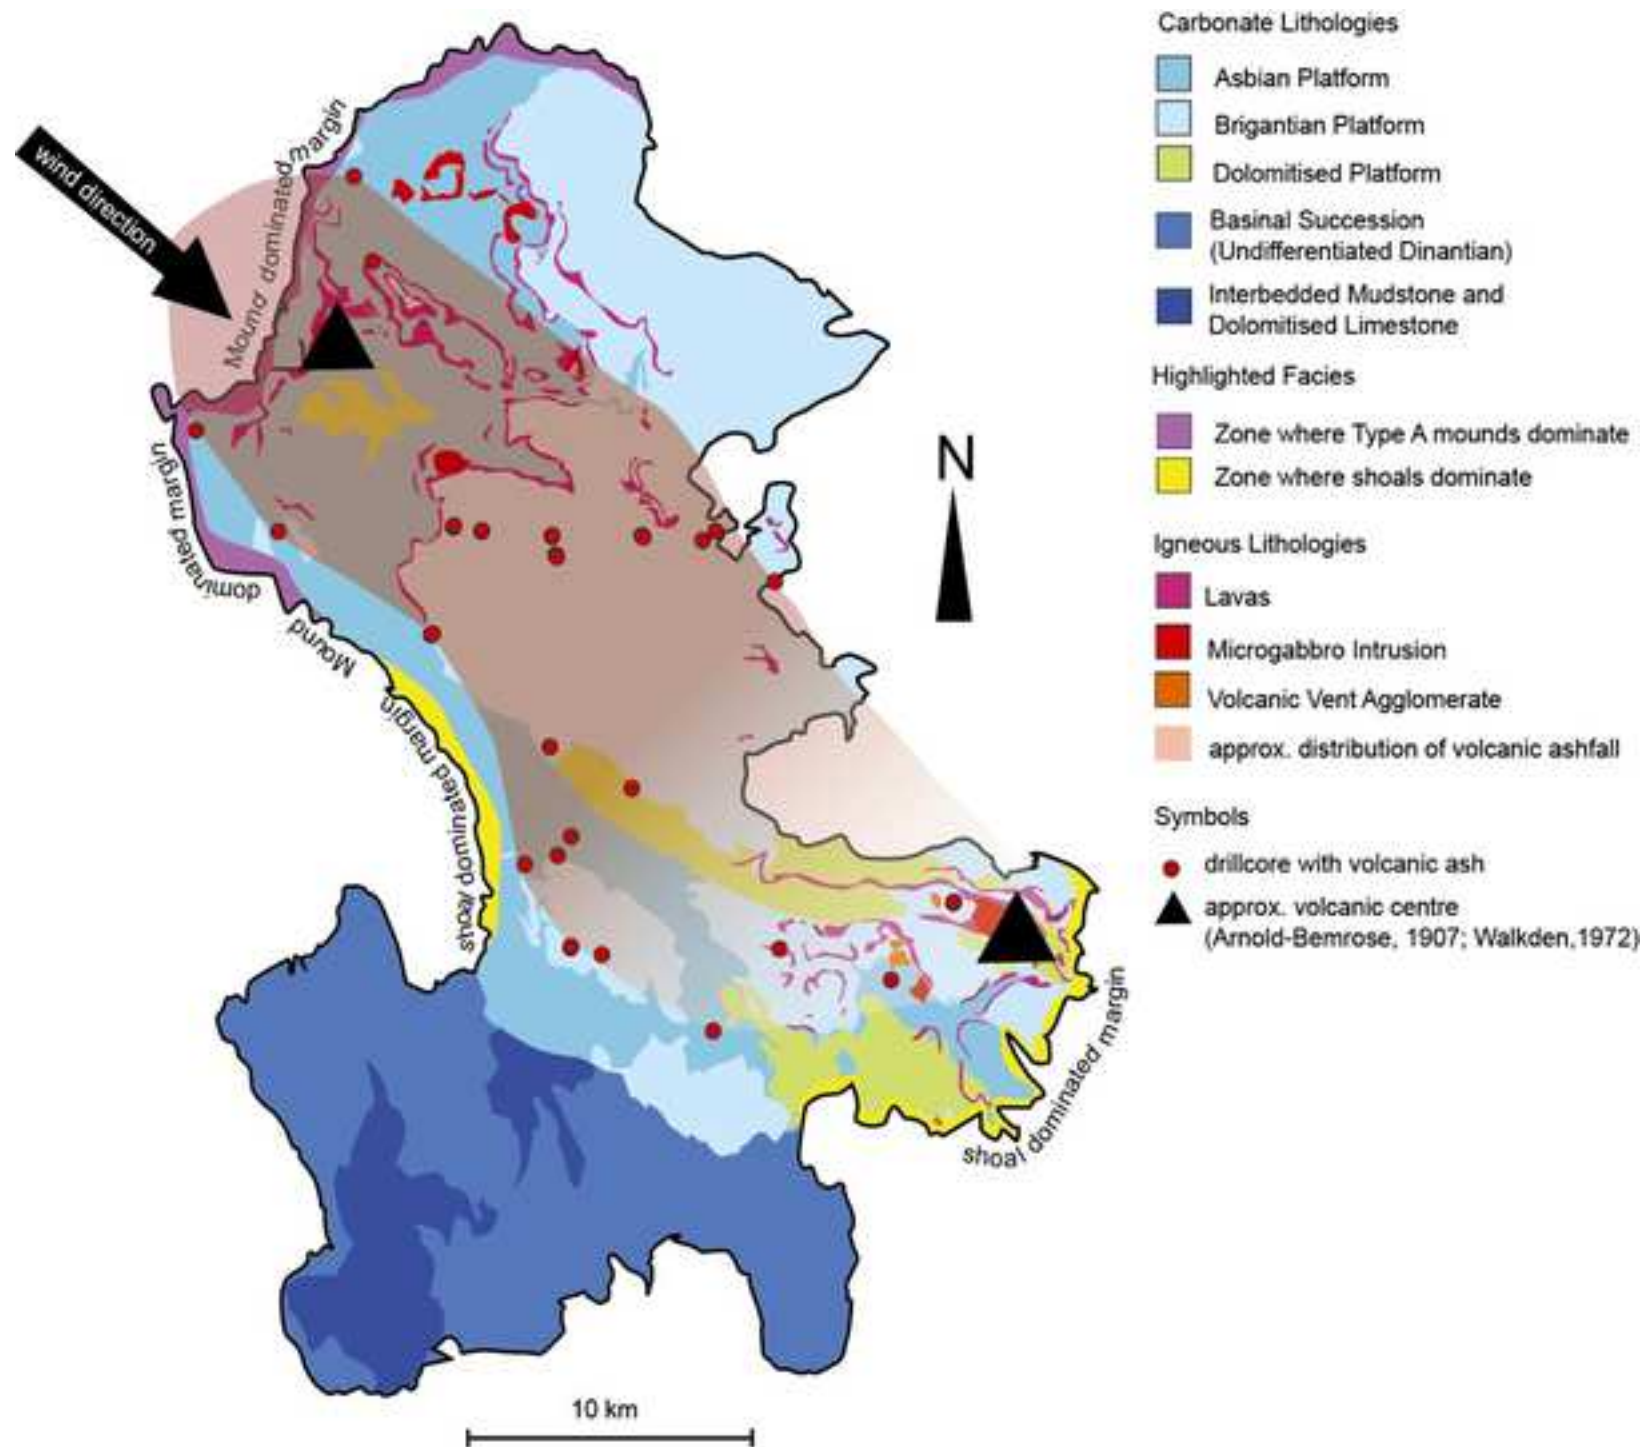 Carbonate Lithologies
Asbian Platform
Brigantian Platform
Dolomitised Platform
Basinal Succession
(Undifferentiated Dinantian)
Interbedded Mudstone and
Dolomitised Limestone
Highlighted Facies
Zone where Type A mounds dominate
Zone where shoals dominate
Igneous Lithologies
Lavas
Microgabbro Intrusion
Volcanic Vent Agglomerate
approx. distribution of volcanic ashfall
Symbols
drillcore with volcanic ash
approx. volcanic centre
(Arnold-Bemrose, 1907; Walkden,1972)
wind direction
Mound dominated margin
Mound dominated margin
shoal dominated margin
shoal dominated margin
N
10 km